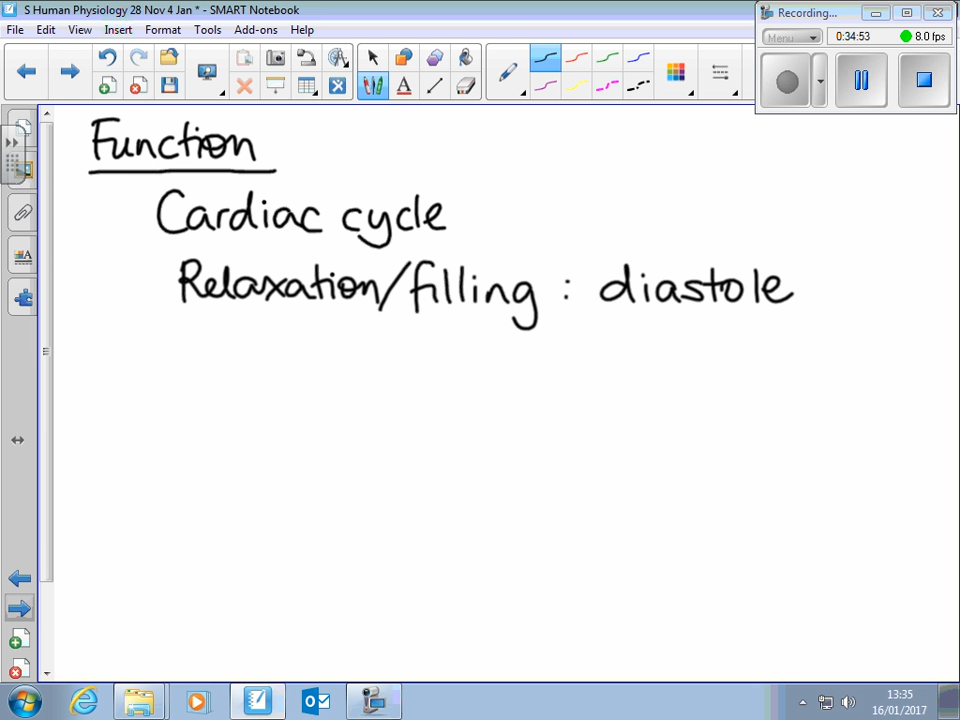 S Human Physiology 28 Nov 4 Jan * - SMART Notebook
File Edit View Insert Format Tools Add-ons Help
Recording...
Menu 0:34:53 8.0 fps
Function
Cardiac cycle
Relaxation/filling : diastole
13:35
16/01/2017